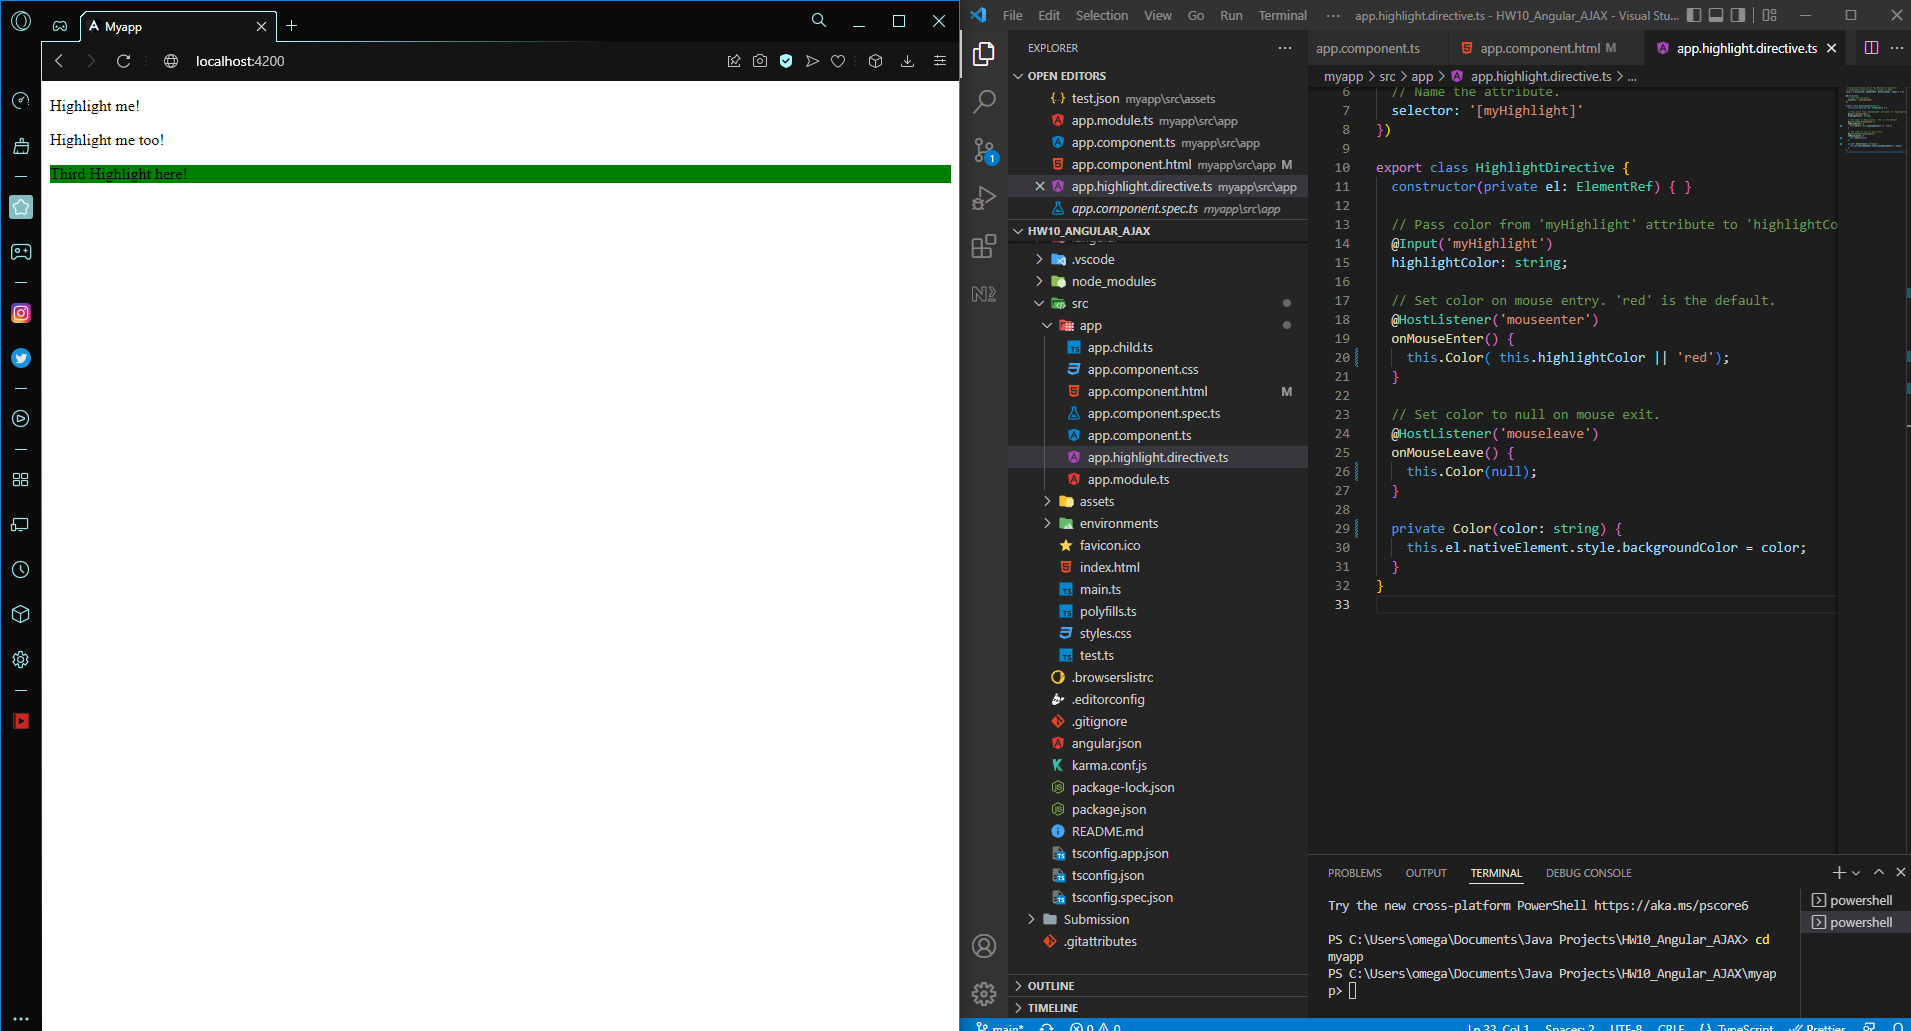 Myapp
localhost:4200
Highlight me!
Highlight me too!
Third Highlight here!
File Edit Selection View Go Run Terminal ··· app.highlight.directive.ts - HW10_Angular_AJAX - Visual Stu...
EXPLORER
OPEN EDITORS
test.json myapp\src\assets
app.module.ts myapp\src\app
app.component.ts myapp\src\app
app.component.html myapp\src\app M
app.highlight.directive.ts myapp\src\app
app.component.spec.ts myapp\src\app
1
HW10_ANGULAR_AJAX
.vscode
node_modules
src
app
app.child.ts
app.component.css
app.component.html M
app.component.spec.ts
app.component.ts
app.highlight.directive.ts
app.module.ts
assets
environments
favicon.ico
index.html
main.ts
polyfills.ts
styles.css
test.ts
.browserslistrc
.editorconfig
.gitignore
angular.json
karma.conf.js
package-lock.json
package.json
README.md
tsconfig.app.json
tsconfig.json
tsconfig.spec.json
Submission
.gitattributes
OUTLINE
TIMELINE
app.component.ts app.component.html M app.highlight.directive.ts
myapp > src > app > app.highlight.directive.ts > ...
6 // Name the attribute.
7 selector: '[myHighlight]'
8 })
9
10 export class HighlightDirective {
11 constructor(private el: ElementRef) { }
12
13 // Pass color from 'myHighlight' attribute to 'highlightCo
14 @Input('myHighlight')
15 highlightColor: string;
16
17 // Set color on mouse entry. 'red' is the default.
18 @HostListener('mouseenter')
19 onMouseEnter() {
20 this.Color( this.highlightColor || 'red');
21 }
22
23 // Set color to null on mouse exit.
24 @HostListener('mouseleave')
25 onMouseLeave() {
26 this.Color(null);
27 }
28
29 private Color(color: string) {
30 this.el.nativeElement.style.backgroundColor = color;
31 }
32 }
33
PROBLEMS OUTPUT TERMINAL DEBUG CONSOLE
Try the new cross-platform PowerShell https://aka.ms/pscore6
PS C:\Users\omega\Documents\Java Projects\HW10_Angular_AJAX> cd
myapp
PS C:\Users\omega\Documents\Java Projects\HW10_Angular_AJAX\myap
p>
powershell
powershell
main* 0 0 Ln 33, Col 1 Spaces: 2 UTF-8 CRLF {} TypeScript Prettier